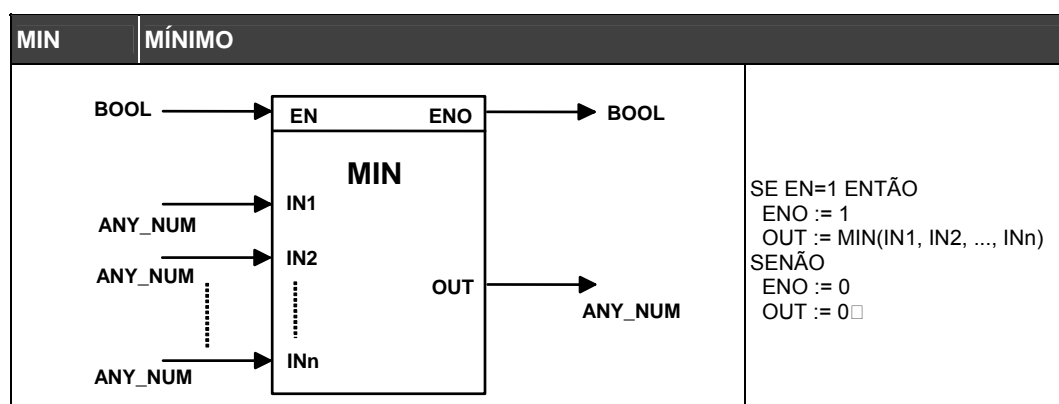 MIN MÍNIMO
BOOL EN ENO BOOL
MIN
IN1
ANY_NUM
IN2
ANY_NUM
OUT
ANY_NUM
INn
ANY_NUM
SE EN=1 ENTÃO
ENO := 1
OUT := MIN(IN1, IN2, ..., INn)
SENÃO
ENO := 0
OUT := 0□